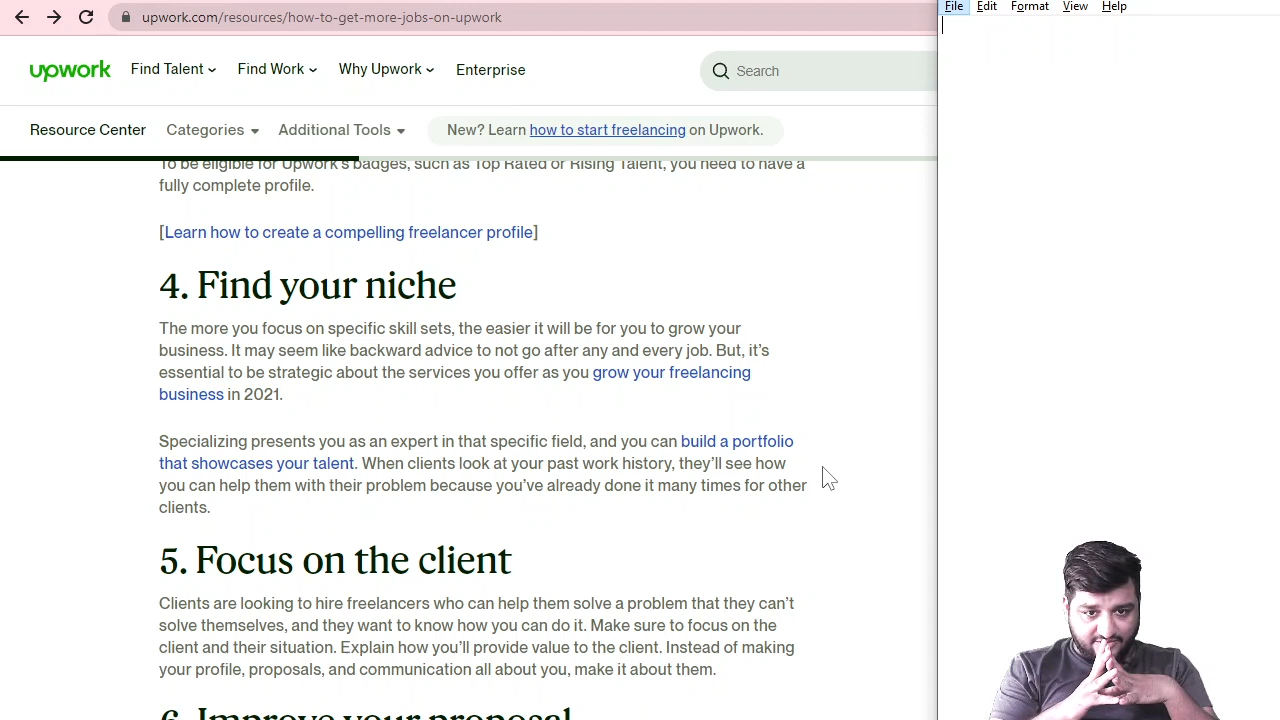 upwork.com/resources/how-to-get-more-jobs-on-upwork
File Edit Format View Help
upwork Find Talent Find Work Why Upwork Enterprise Search
Resource Center Categories Additional Tools New? Learn how to start freelancing on Upwork.
To be eligible for Upwork's badges, such as Top Rated or Rising Talent, you need to have a
fully complete profile.
[Learn how to create a compelling freelancer profile]
4. Find your niche
The more you focus on specific skill sets, the easier it will be for you to grow your
business. It may seem like backward advice to not go after any and every job. But, it’s
essential to be strategic about the services you offer as you grow your freelancing
business in 2021.
Specializing presents you as an expert in that specific field, and you can build a portfolio
that showcases your talent. When clients look at your past work history, they’ll see how
you can help them with their problem because you’ve already done it many times for other
clients.
5. Focus on the client
Clients are looking to hire freelancers who can help them solve a problem that they can’t
solve themselves, and they want to know how you can do it. Make sure to focus on the
client and their situation. Explain how you’ll provide value to the client. Instead of making
your profile, proposals, and communication all about you, make it about them.
6. Improve your proposal